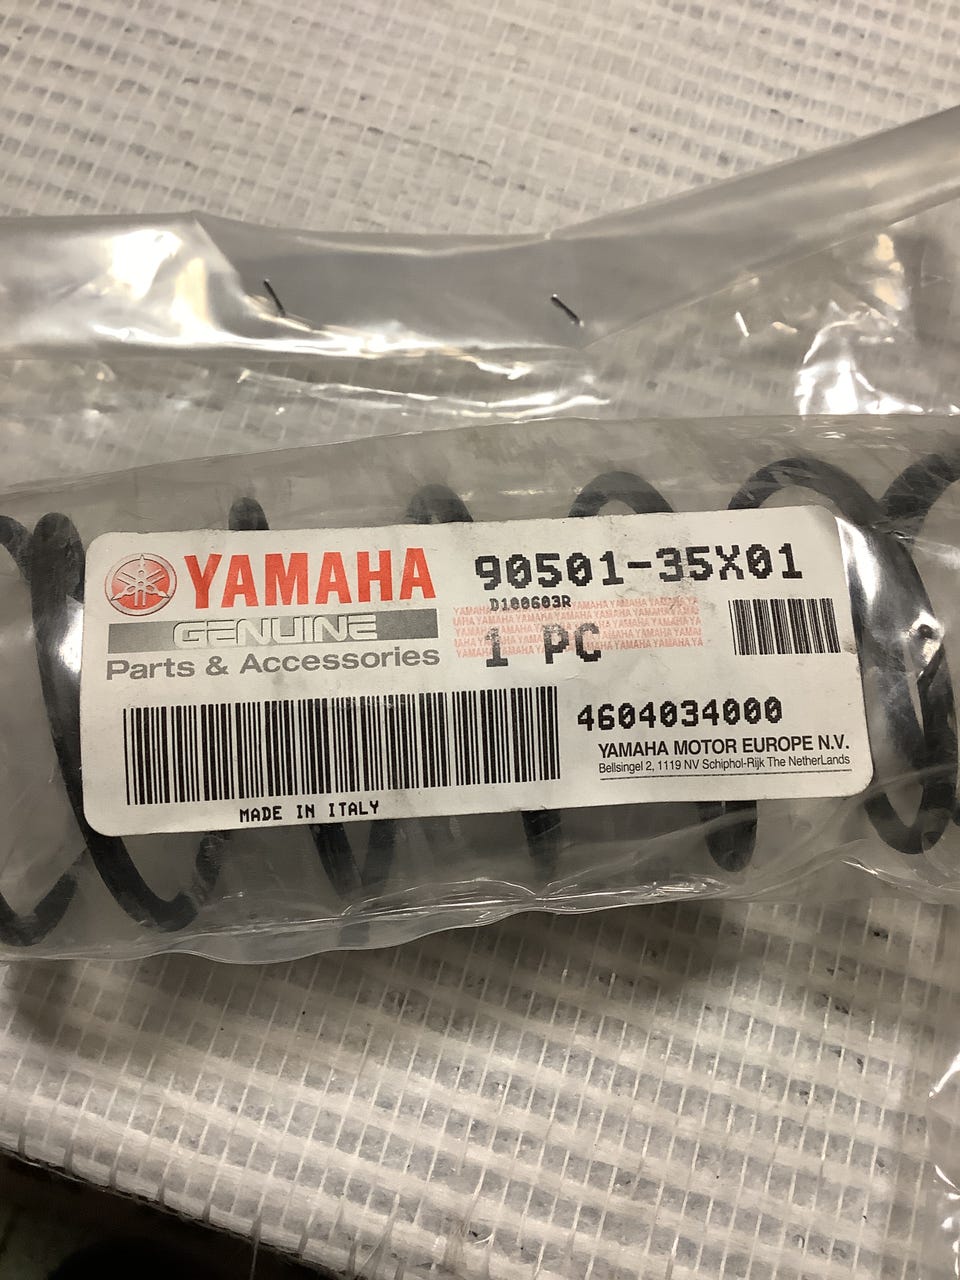 YAMAHA
GENUINE
Parts & Accessories
90501-35X01
D100603R
1 PC
4604034000
YAMAHA MOTOR EUROPE N.V.
Bellsingel 2, 1119 NV Schiphol-Rijk The NetherLands
MADE IN ITALY